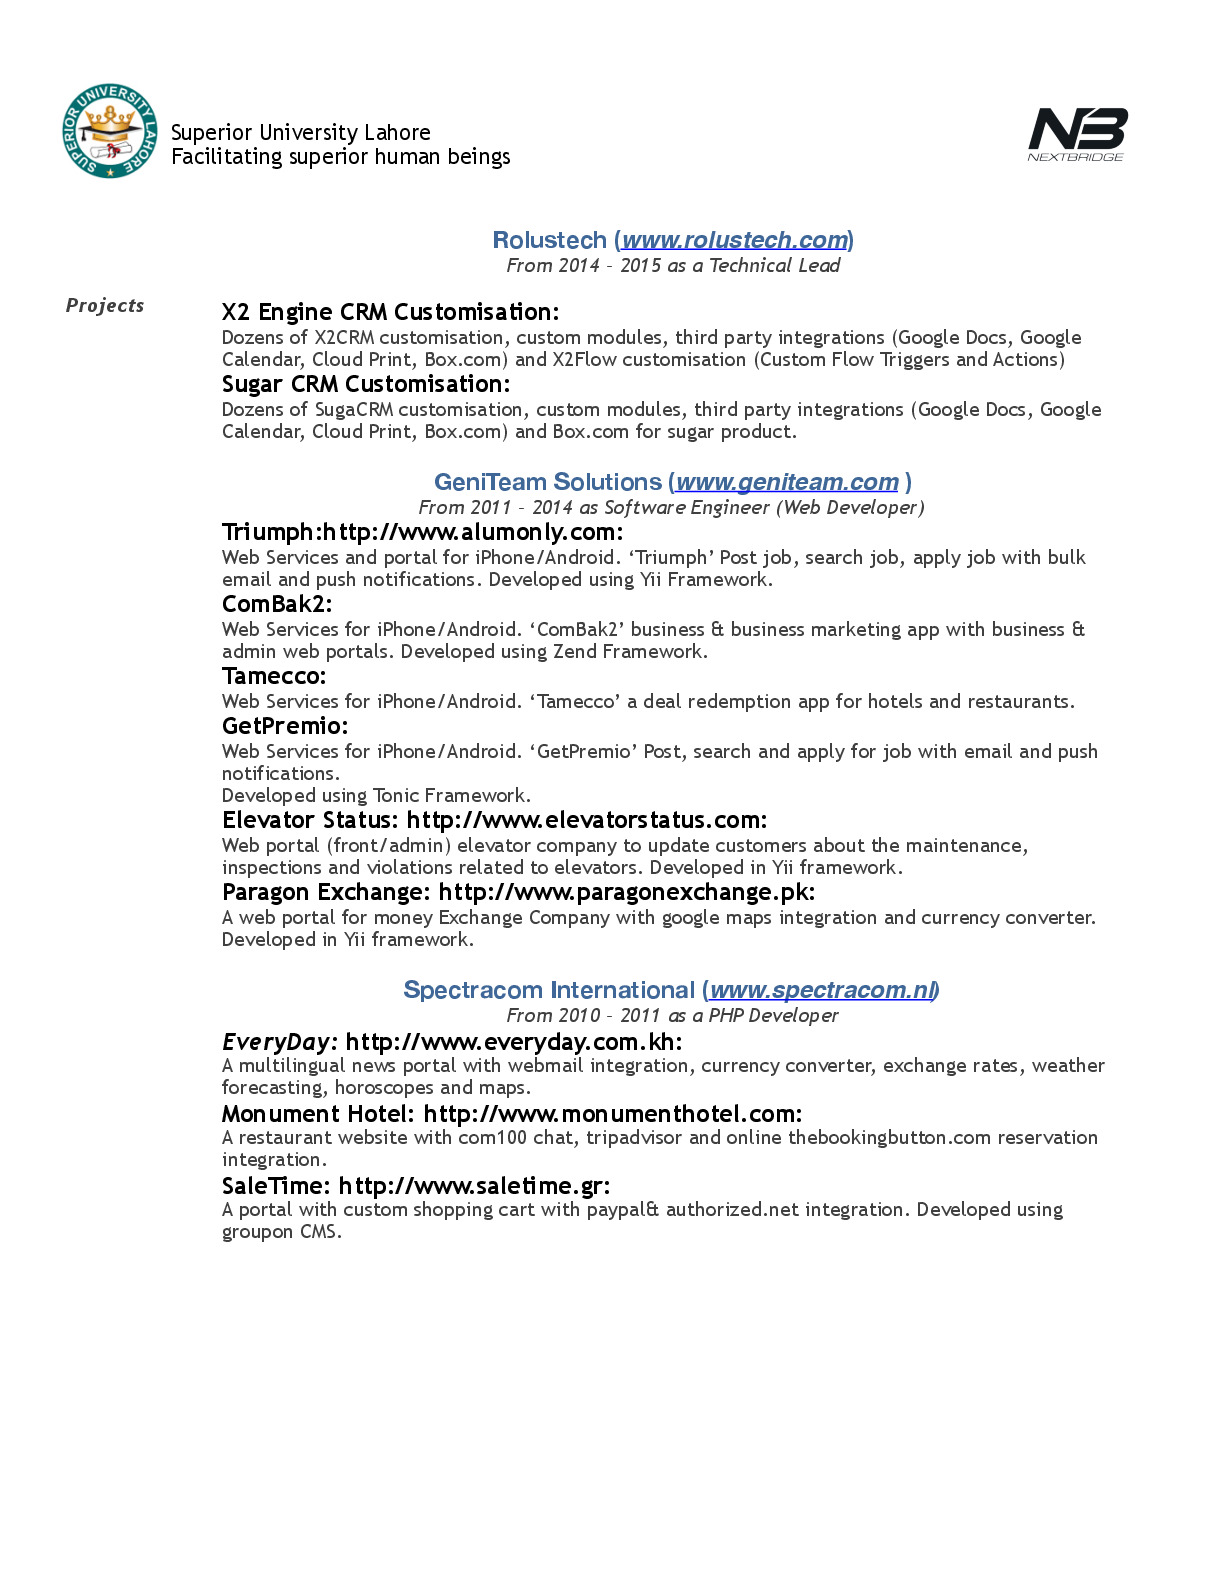 SUPERIOR UNIVERSITY LAHORE
Superior University Lahore
Facilitating superior human beings
NB
NEXTBRIDGE
Rolustech (www.rolustech.com)
From 2014 – 2015 as a Technical Lead
Projects
X2 Engine CRM Customisation:
Dozens of X2CRM customisation, custom modules, third party integrations (Google Docs, Google
Calendar, Cloud Print, Box.com) and X2Flow customisation (Custom Flow Triggers and Actions)
Sugar CRM Customisation:
Dozens of SugaCRM customisation, custom modules, third party integrations (Google Docs, Google
Calendar, Cloud Print, Box.com) and Box.com for sugar product.
GeniTeam Solutions (www.geniteam.com )
From 2011 – 2014 as Software Engineer (Web Developer)
Triumph:http://www.alumonly.com:
Web Services and portal for iPhone/Android. ‘Triumph’ Post job, search job, apply job with bulk
email and push notifications. Developed using Yii Framework.
ComBak2:
Web Services for iPhone/Android. ‘ComBak2’ business & business marketing app with business &
admin web portals. Developed using Zend Framework.
Tamecco:
Web Services for iPhone/Android. ‘Tamecco’ a deal redemption app for hotels and restaurants.
GetPremio:
Web Services for iPhone/Android. ‘GetPremio’ Post, search and apply for job with email and push
notifications.
Developed using Tonic Framework.
Elevator Status: http://www.elevatorstatus.com:
Web portal (front/admin) elevator company to update customers about the maintenance,
inspections and violations related to elevators. Developed in Yii framework.
Paragon Exchange: http://www.paragonexchange.pk:
A web portal for money Exchange Company with google maps integration and currency converter.
Developed in Yii framework.
Spectracom International (www.spectracom.nl)
From 2010 – 2011 as a PHP Developer
EveryDay: http://www.everyday.com.kh:
A multilingual news portal with webmail integration, currency converter, exchange rates, weather
forecasting, horoscopes and maps.
Monument Hotel: http://www.monumenthotel.com:
A restaurant website with com100 chat, tripadvisor and online thebookingbutton.com reservation
integration.
SaleTime: http://www.saletime.gr:
A portal with custom shopping cart with paypal& authorized.net integration. Developed using
groupon CMS.